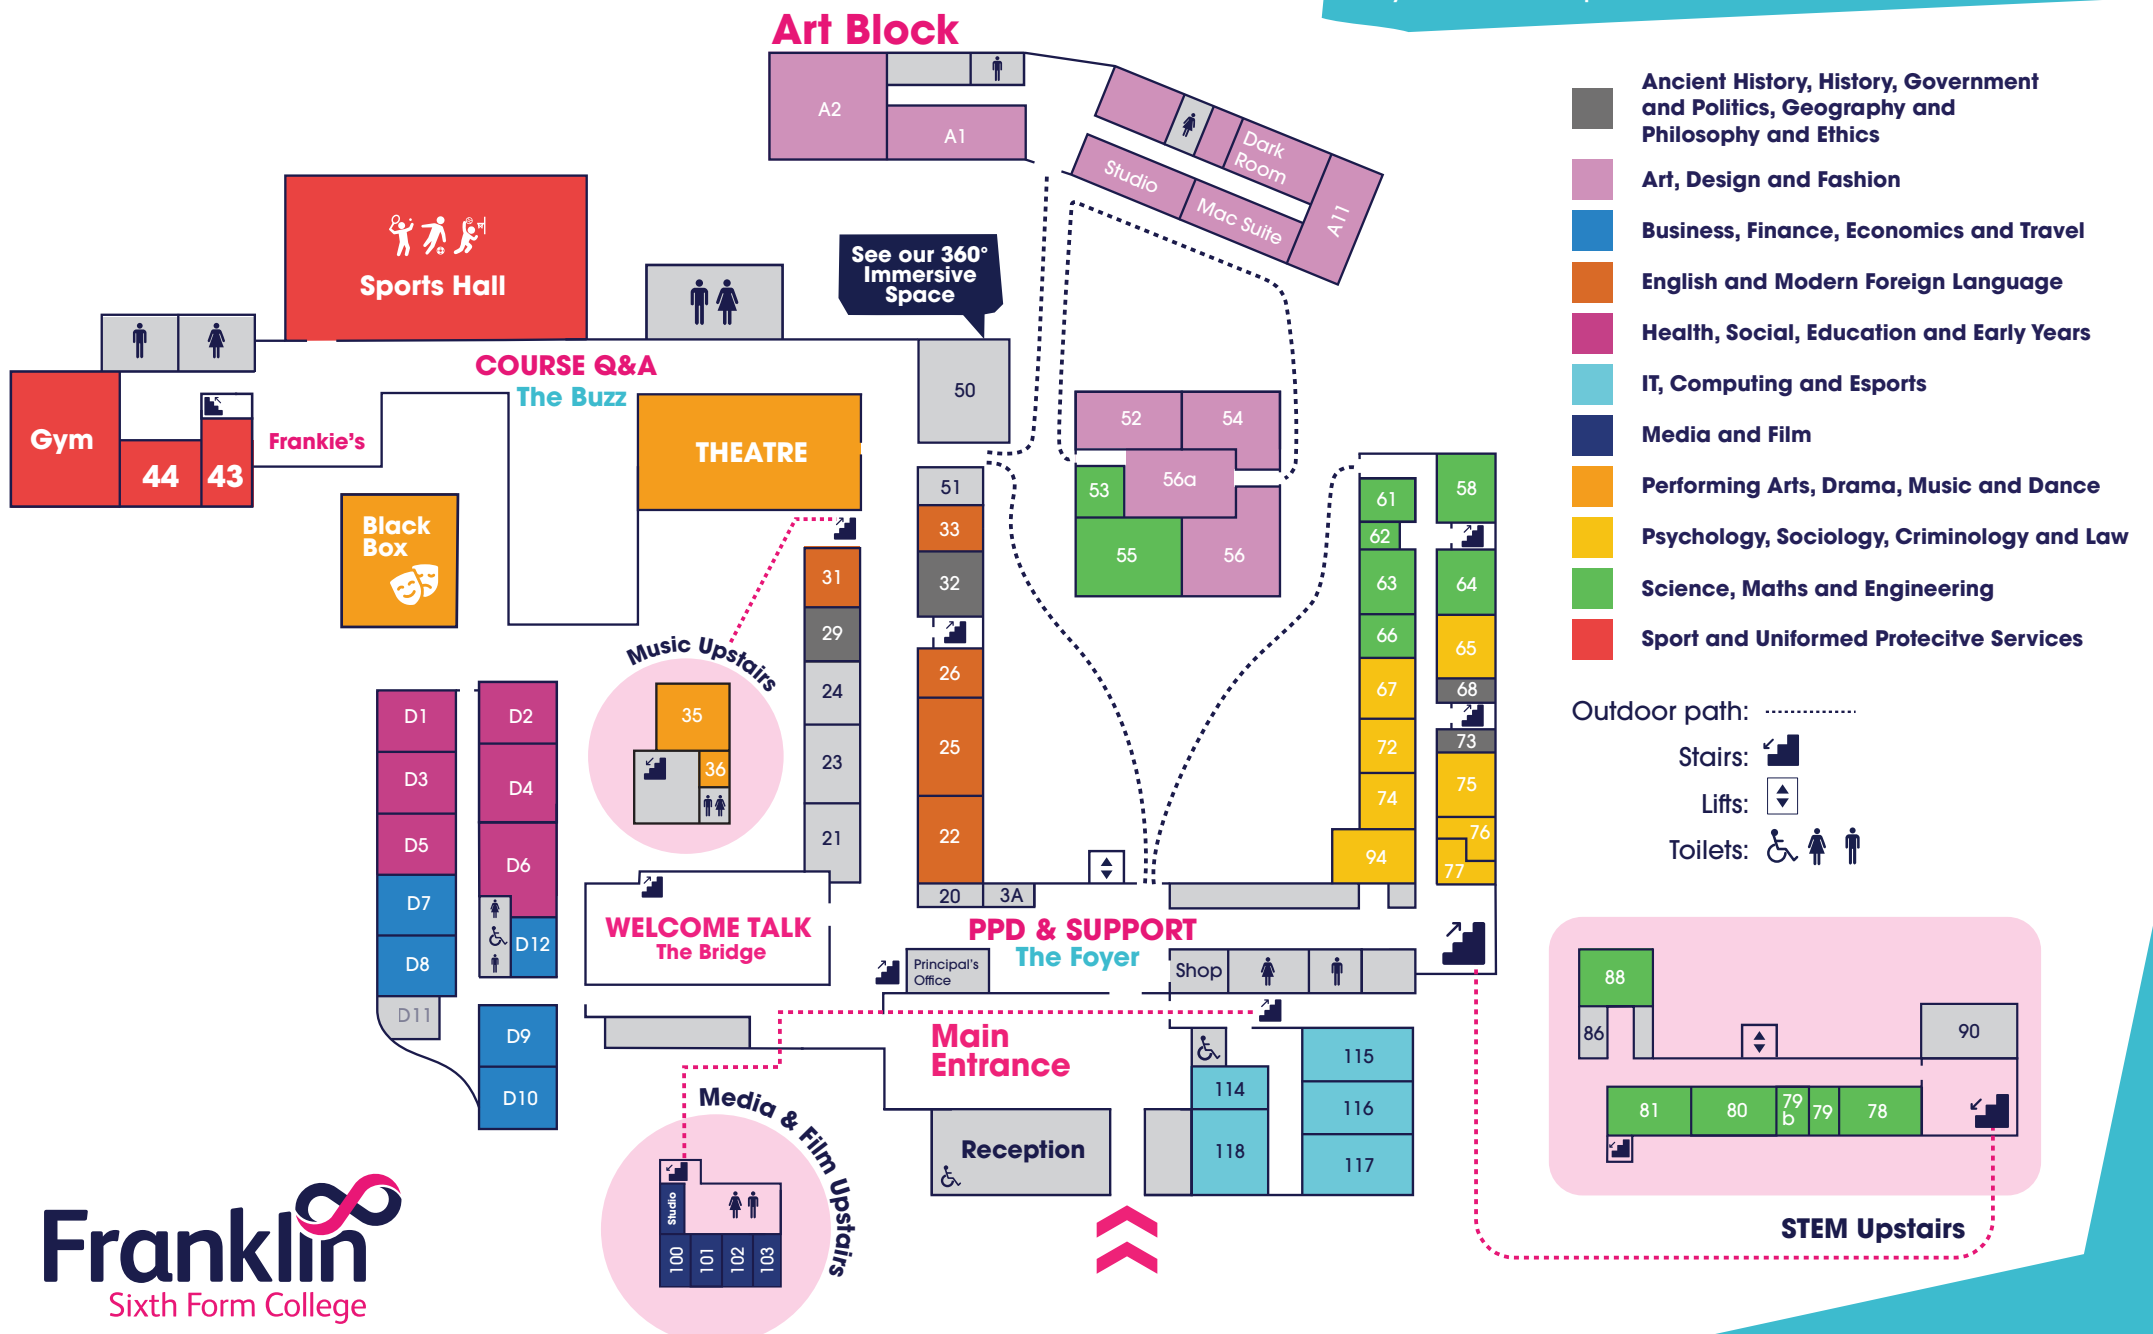 Art Block
A2
A1
Dark
Room
Studio
Mac Suite
A11
Sports Hall
See our 360°
Immersive
Space
COURSE Q&A
The Buzz
50
Gym
44
43
Frankie's
THEATRE
Black
Box
52
54
53
56a
55
56
51
33
32
26
25
22
20
3A
31
29
24
23
21
Music Upstairs
35
36
61
58
62
63
64
66
65
67
68
72
73
74
75
76
94
77
D1
D2
D3
D4
D5
D6
D7
D12
D8
D11
D9
D10
WELCOME TALK
The Bridge
PPD & SUPPORT
The Foyer
Principal's
Office
Shop
Main
Entrance
Reception
114
118
115
116
117
Media & Film Upstairs
Studio
100
101
102
103
Ancient History, History, Government
and Politics, Geography and
Philosophy and Ethics
Art, Design and Fashion
Business, Finance, Economics and Travel
English and Modern Foreign Language
Health, Social, Education and Early Years
IT, Computing and Esports
Media and Film
Performing Arts, Drama, Music and Dance
Psychology, Sociology, Criminology and Law
Science, Maths and Engineering
Sport and Uniformed Protecitve Services
Outdoor path:
Stairs:
Lifts:
Toilets:
88
86
90
81
80
79
b
79
78
STEM Upstairs
Franklin
Sixth Form College